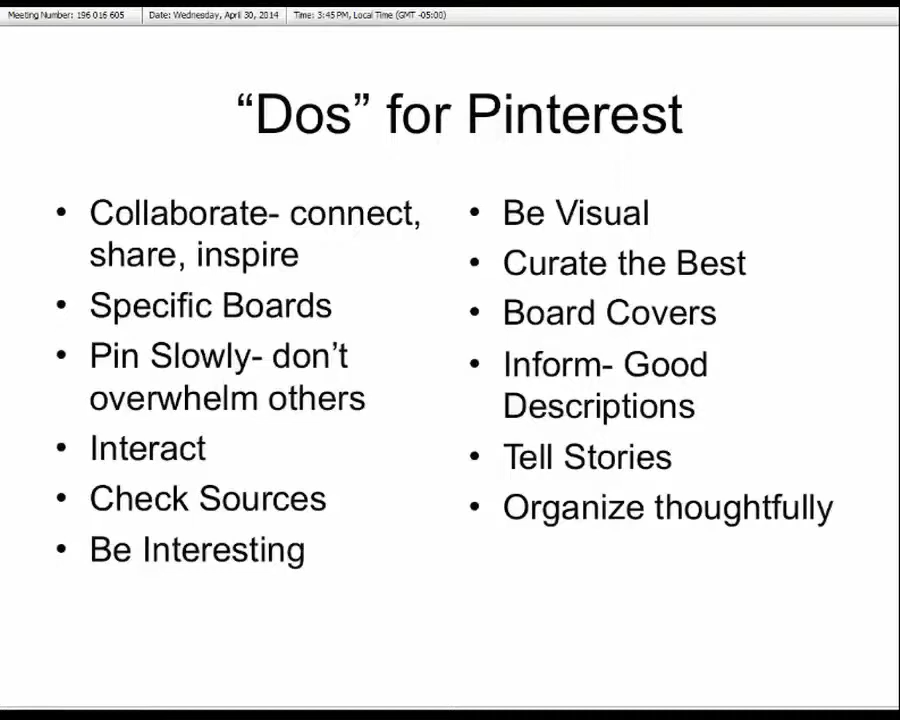 Meeting Number: 196 016 605 Date: Wednesday, April 30, 2014 Time: 3:45 PM, Local Time (GMT -05:00)
“Dos” for Pinterest
• Collaborate- connect,
share, inspire
• Specific Boards
• Pin Slowly- don’t
overwhelm others
• Interact
• Check Sources
• Be Interesting
• Be Visual
• Curate the Best
• Board Covers
• Inform- Good
Descriptions
• Tell Stories
• Organize thoughtfully